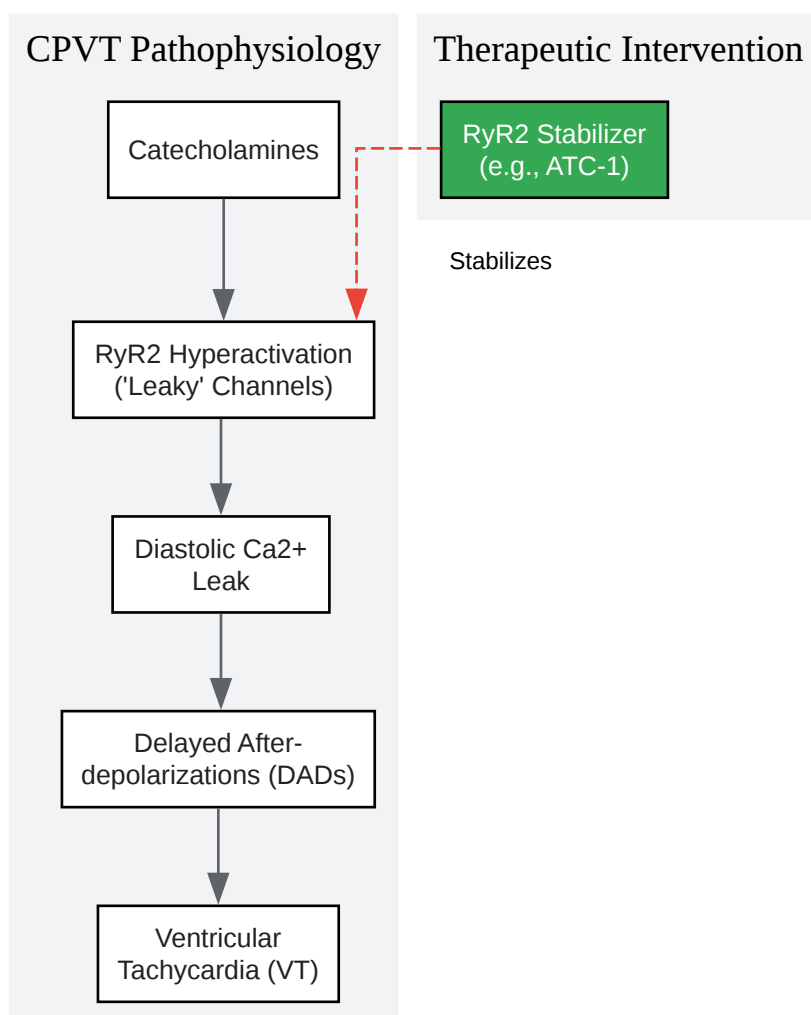 CPVT Pathophysiology
Catecholamines
RyR2 Hyperactivation
('Leaky' Channels)
Diastolic Ca2+
Leak
Delayed After-
depolarizations (DADs)
Ventricular
Tachycardia (VT)
Therapeutic Intervention
RyR2 Stabilizer
(e.g., ATC-1)
Stabilizes